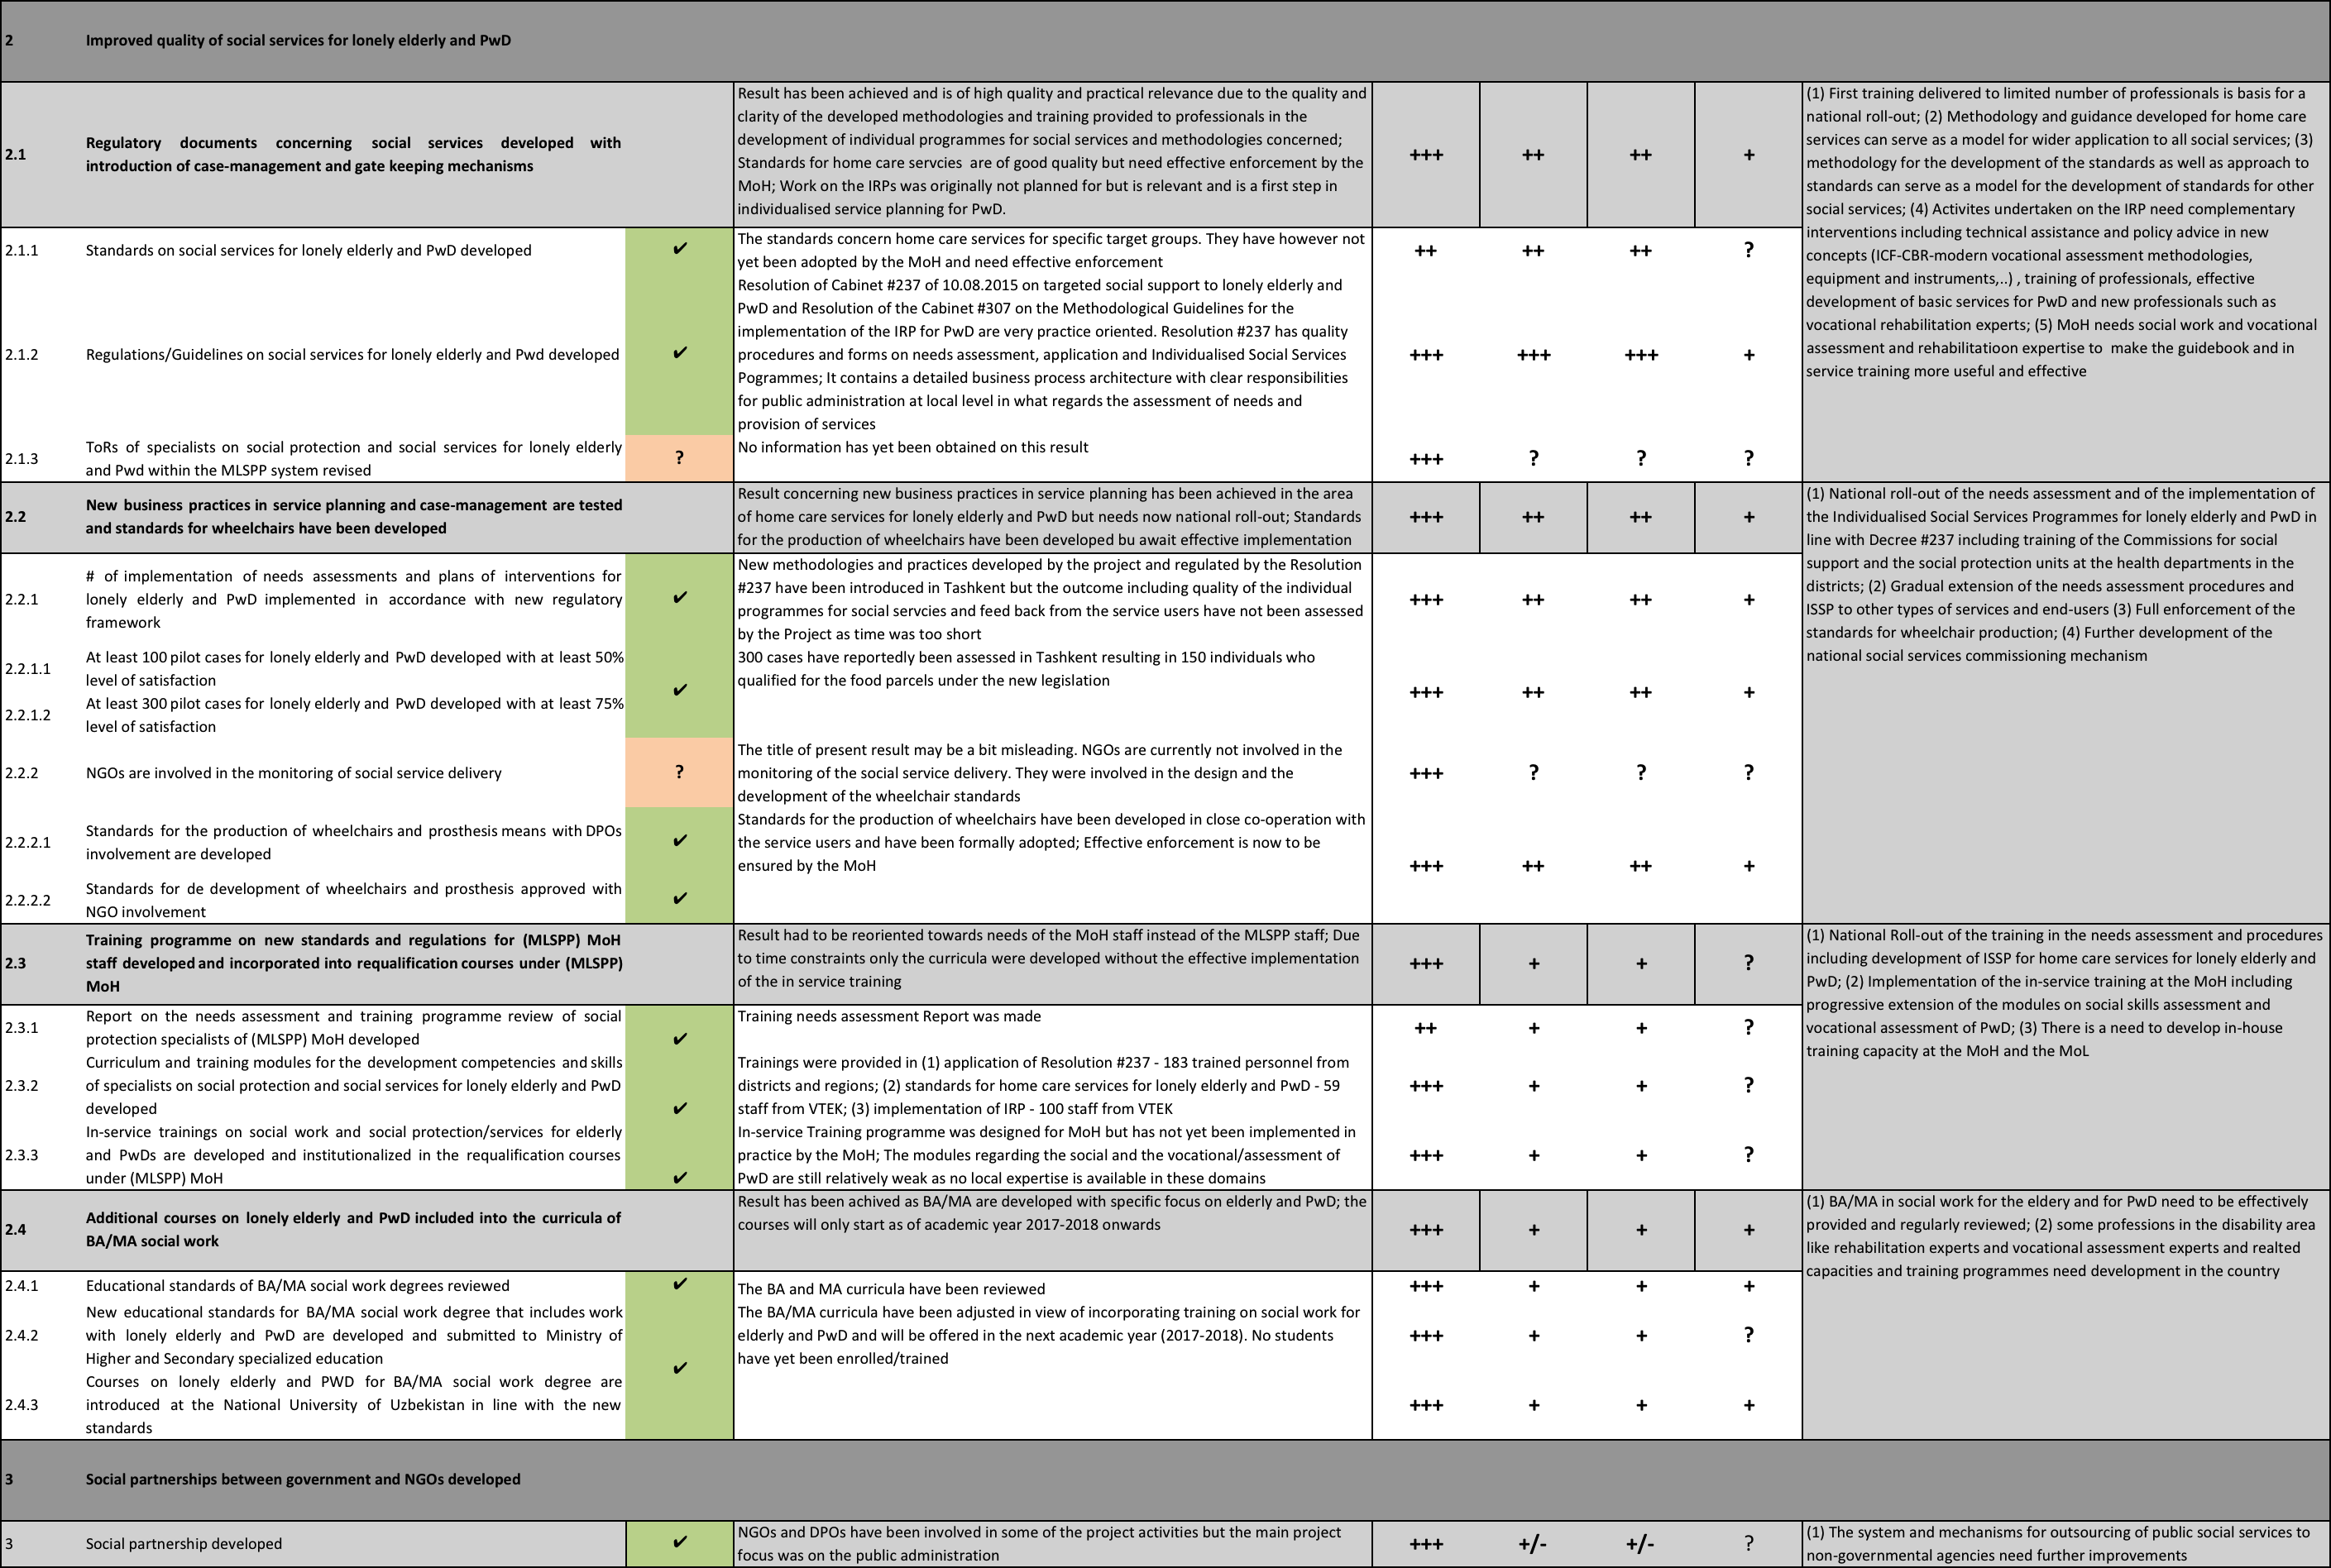 2 Improved quality of social services for lonely elderly and PwD
2.1
Regulatory documents concerning social services developed with
introduction of case-management and gate keeping mechanisms
Result has been achieved and is of high quality and practical relevance due to the quality and
clarity of the developed methodologies and training provided to professionals in the
development of individual programmes for social services and methodologies concerned;
Standards for home care servcies are of good quality but need effective enforcement by the
MoH; Work on the IRPs was originally not planned for but is relevant and is a first step in
individualised service planning for PwD.
+++ ++ ++ +
(1) First training delivered to limited number of professionals is basis for a
national roll-out; (2) Methodology and guidance developed for home care
services can serve as a model for wider application to all social services; (3)
methodology for the development of the standards as well as approach to
standards can serve as a model for the development of standards for other
social services; (4) Activites undertaken on the IRP need complementary
interventions including technical assistance and policy advice in new
concepts (ICF-CBR-modern vocational assessment methodologies,
equipment and instruments,..) , training of professionals, effective
development of basic services for PwD and new professionals such as
vocational rehabilitation experts; (5) MoH needs social work and vocational
assessment and rehabilitatioon expertise to make the guidebook and in
service training more useful and effective
2.1.1 Standards on social services for lonely elderly and PwD developed ✔
The standards concern home care services for specific target groups. They have however not
yet been adopted by the MoH and need effective enforcement
++ ++ ++ ?
2.1.2 Regulations/Guidelines on social services for lonely elderly and Pwd developed ✔
Resolution of Cabinet #237 of 10.08.2015 on targeted social support to lonely elderly and
PwD and Resolution of the Cabinet #307 on the Methodological Guidelines for the
implementation of the IRP for PwD are very practice oriented. Resolution #237 has quality
procedures and forms on needs assessment, application and Individualised Social Services
Pogrammes; It contains a detailed business process architecture with clear responsibilities
for public administration at local level in what regards the assessment of needs and
provision of services
+++ +++ +++ +
2.1.3
ToRs of specialists on social protection and social services for lonely elderly
and Pwd within the MLSPP system revised
?
No information has yet been obtained on this result
+++ ? ? ?
2.2
New business practices in service planning and case-management are tested
and standards for wheelchairs have been developed
Result concerning new business practices in service planning has been achieved in the area
of home care services for lonely elderly and PwD but needs now national roll-out; Standards
for the production of wheelchairs have been developed bu await effective implementation
+++ ++ ++ +
(1) National roll-out of the needs assessment and of the implementation of
the Individualised Social Services Programmes for lonely elderly and PwD in
line with Decree #237 including training of the Commissions for social
support and the social protection units at the health departments in the
districts; (2) Gradual extension of the needs assessment procedures and
ISSP to other types of services and end-users (3) Full enforcement of the
standards for wheelchair production; (4) Further development of the
national social services commissioning mechanism
2.2.1
# of implementation of needs assessments and plans of interventions for
lonely elderly and PwD implemented in accordance with new regulatory
framework
✔
New methodologies and practices developed by the project and regulated by the Resolution
#237 have been introduced in Tashkent but the outcome including quality of the individual
programmes for social servcies and feed back from the service users have not been assessed
by the Project as time was too short
+++ ++ ++ +
2.2.1.1
At least 100 pilot cases for lonely elderly and PwD developed with at least 50%
level of satisfaction
2.2.1.2
At least 300 pilot cases for lonely elderly and PwD developed with at least 75%
level of satisfaction
✔
300 cases have reportedly been assessed in Tashkent resulting in 150 individuals who
qualified for the food parcels under the new legislation
+++ ++ ++ +
2.2.2 NGOs are involved in the monitoring of social service delivery ?
The title of present result may be a bit misleading. NGOs are currently not involved in the
monitoring of the social service delivery. They were involved in the design and the
development of the wheelchair standards
+++ ? ? ?
2.2.2.1
Standards for the production of wheelchairs and prosthesis means with DPOs
involvement are developed
✔
Standards for the production of wheelchairs have been developed in close co-operation with
the service users and have been formally adopted; Effective enforcement is now to be
ensured by the MoH
+++ ++ ++ +
2.2.2.2
Standards for de development of wheelchairs and prosthesis approved with
NGO involvement
✔
2.3
Training programme on new standards and regulations for (MLSPP) MoH
staff developed and incorporated into requalification courses under (MLSPP)
MoH
Result had to be reoriented towards needs of the MoH staff instead of the MLSPP staff; Due
to time constraints only the curricula were developed without the effective implementation
of the in service training
+++ + + ?
(1) National Roll-out of the training in the needs assessment and procedures
including development of ISSP for home care services for lonely elderly and
PwD; (2) Implementation of the in-service training at the MoH including
progressive extension of the modules on social skills assessment and
vocational assessment of PwD; (3) There is a need to develop in-house
training capacity at the MoH and the MoL
2.3.1
Report on the needs assessment and training programme review of social
protection specialists of (MLSPP) MoH developed
✔
Training needs assessment Report was made
++ + + ?
2.3.2
Curriculum and training modules for the development competencies and skills
of specialists on social protection and social services for lonely elderly and PwD
developed
✔
Trainings were provided in (1) application of Resolution #237 - 183 trained personnel from
districts and regions; (2) standards for home care services for lonely elderly and PwD - 59
staff from VTEK; (3) implementation of IRP - 100 staff from VTEK
+++ + + ?
2.3.3
In-service trainings on social work and social protection/services for elderly
and PwDs are developed and institutionalized in the requalification courses
under (MLSPP) MoH
✔
In-service Training programme was designed for MoH but has not yet been implemented in
practice by the MoH; The modules regarding the social and the vocational/assessment of
PwD are still relatively weak as no local expertise is available in these domains
+++ + + ?
2.4
Additional courses on lonely elderly and PwD included into the curricula of
BA/MA social work
Result has been achived as BA/MA are developed with specific focus on elderly and PwD; the
courses will only start as of academic year 2017-2018 onwards
+++ + + +
(1) BA/MA in social work for the eldery and for PwD need to be effectively
provided and regularly reviewed; (2) some professions in the disability area
like rehabilitation experts and vocational assessment experts and realted
capacities and training programmes need development in the country
2.4.1 Educational standards of BA/MA social work degrees reviewed ✔
The BA and MA curricula have been reviewed
+++ + + +
2.4.2
New educational standards for BA/MA social work degree that includes work
with lonely elderly and PwD are developed and submitted to Ministry of
Higher and Secondary specialized education
✔
The BA/MA curricula have been adjusted in view of incorporating training on social work for
elderly and PwD and will be offered in the next academic year (2017-2018). No students
have yet been enrolled/trained
+++ + + ?
2.4.3
Courses on lonely elderly and PWD for BA/MA social work degree are
introduced at the National University of Uzbekistan in line with the new
standards
+++ + + +
3 Social partnerships between government and NGOs developed
3 Social partnership developed ✔
NGOs and DPOs have been involved in some of the project activities but the main project
focus was on the public administration
+++ +/- +/- ?
(1) The system and mechanisms for outsourcing of public social services to
non-governmental agencies need further improvements